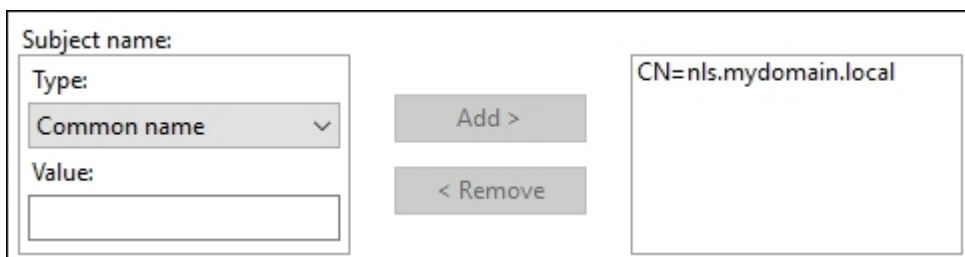 Subject name:
Type:
Common name
Value:
Add >
< Remove
CN=nls.mydomain.local